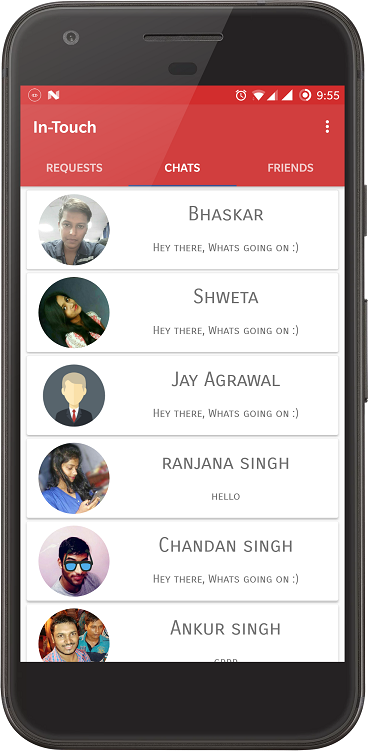 9:55
In-Touch
REQUESTS CHATS FRIENDS
Bhaskar
Hey there, Whats going on :)
Shweta
Hey there, Whats going on :)
Jay Agrawal
Hey there, Whats going on :)
ranjana singh
hello
Chandan singh
Hey there, Whats going on :)
Ankur singh